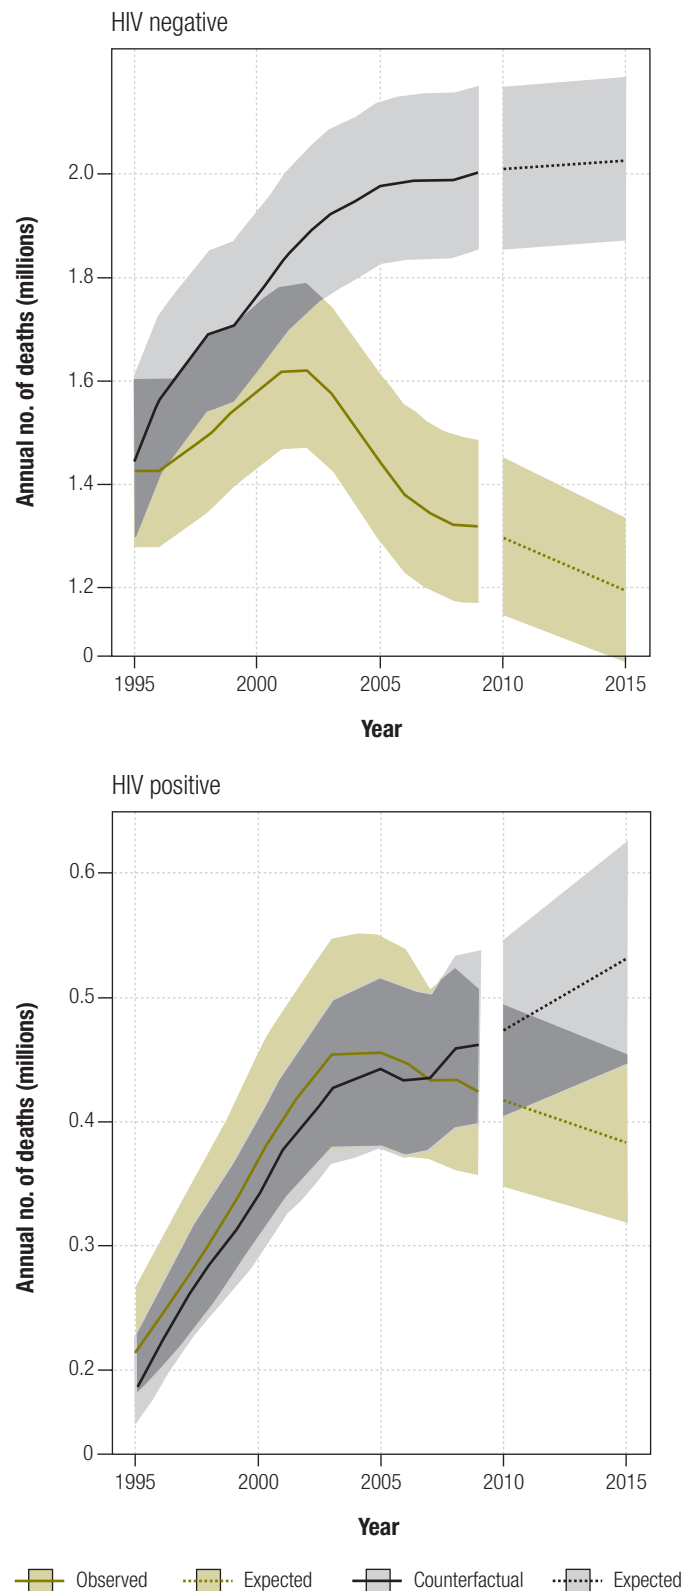 HIV negative
Annual no. of deaths (millions)
2.0
1.8
1.6
1.4
1.2
0
1995 2000 2005 2010 2015
Year
HIV positive
Annual no. of deaths (millions)
0.6
0.5
0.4
0.3
0.2
0
1995 2000 2005 2010 2015
Year
Observed Expected Counterfactual Expected